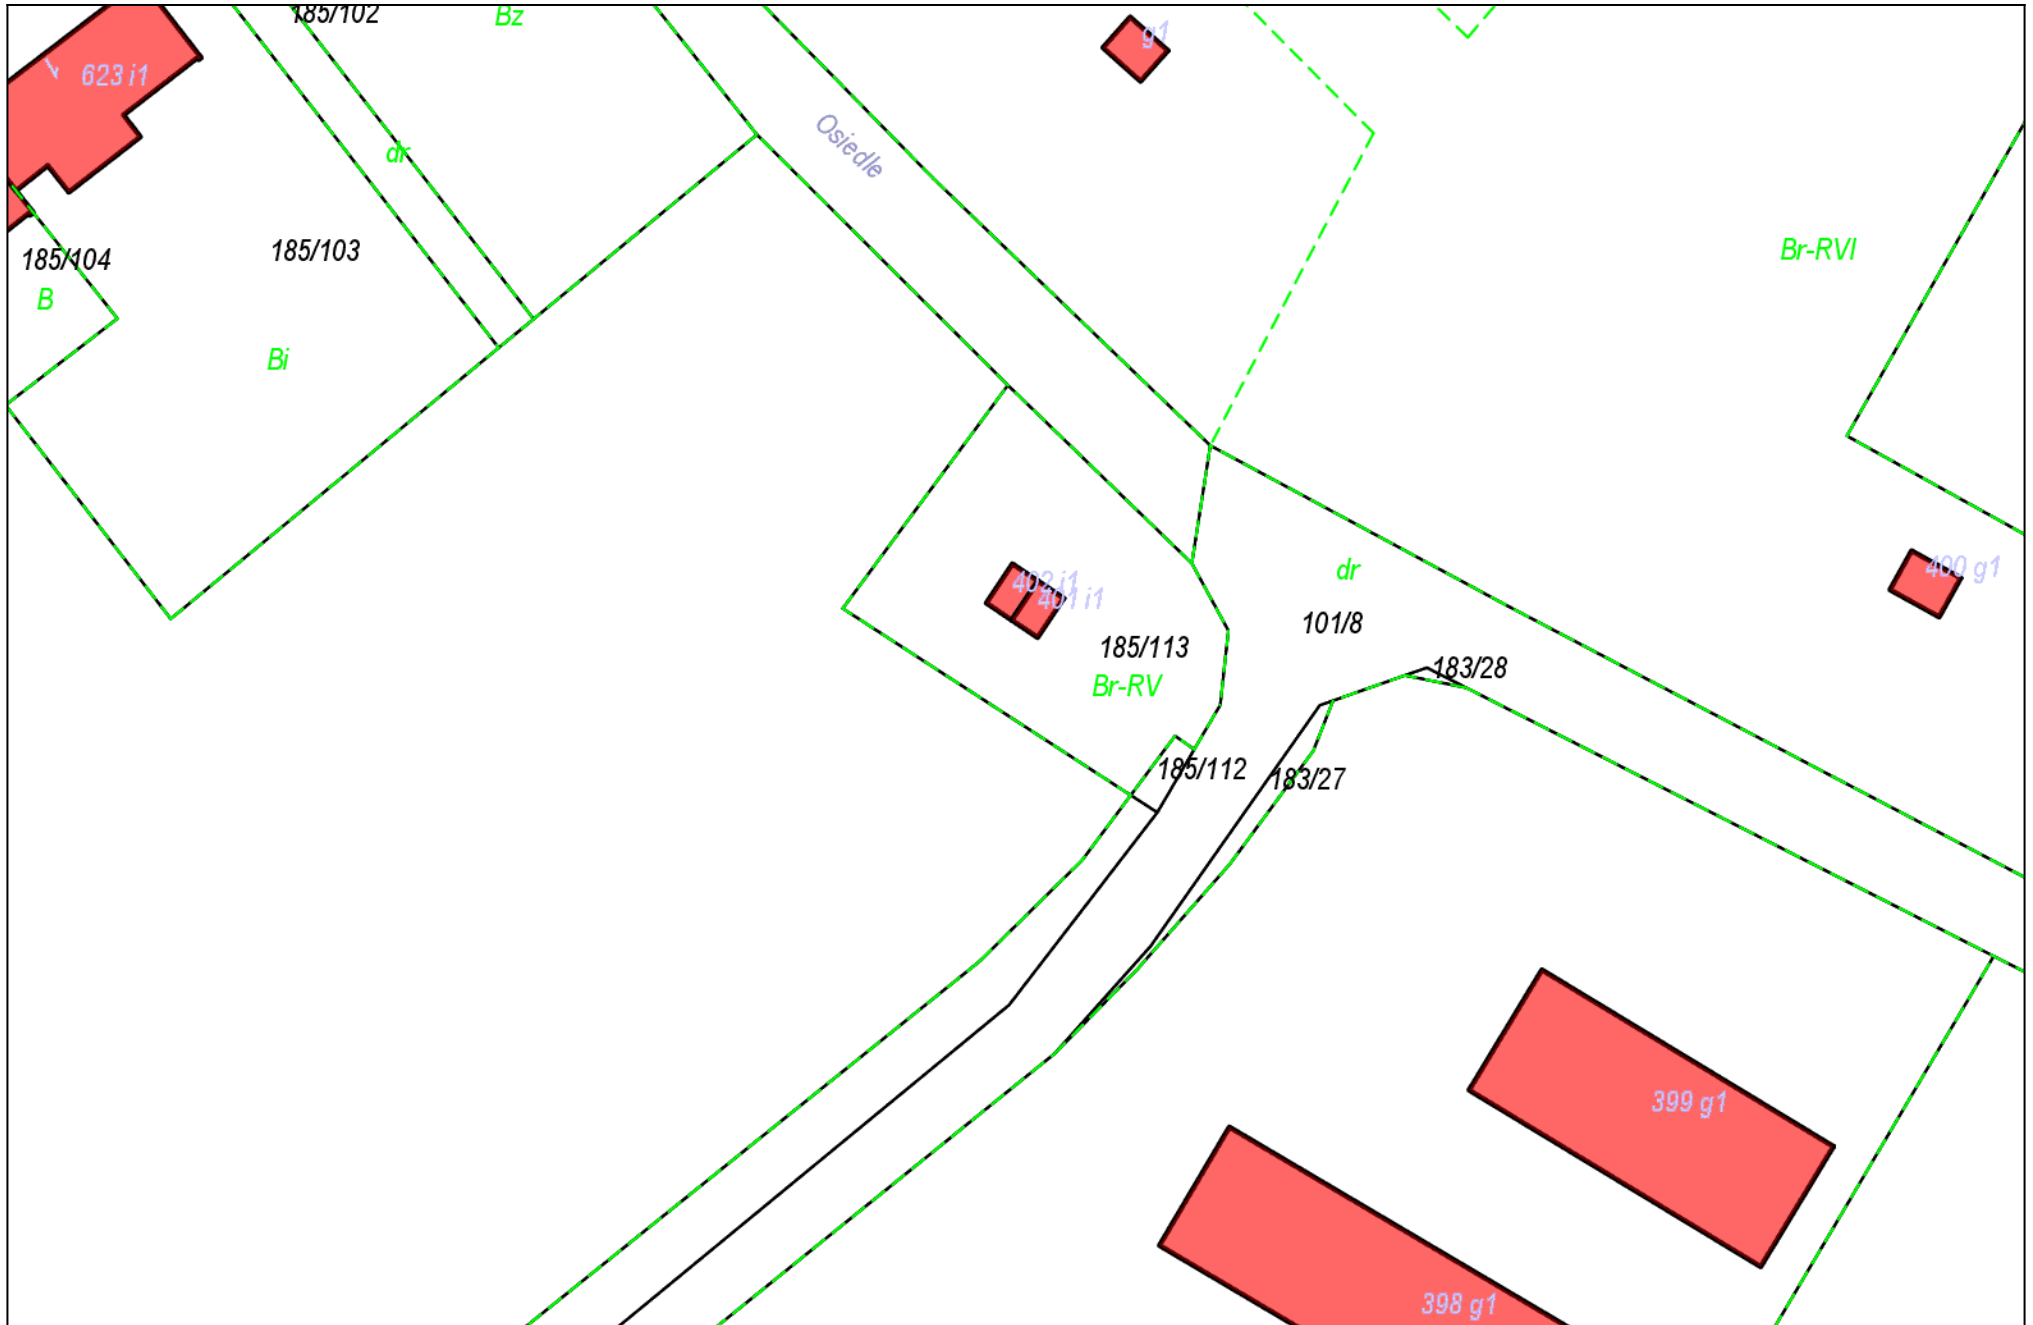 185/102
Bz
g1
623 i1
Osiedle
dr
185/103
Br-RVI
185/104
B
Bi
dr
400 g1
402 i1
401 i1
101/8
185/113
183/28
Br-RV
185/112
183/27
399 g1
398 g1